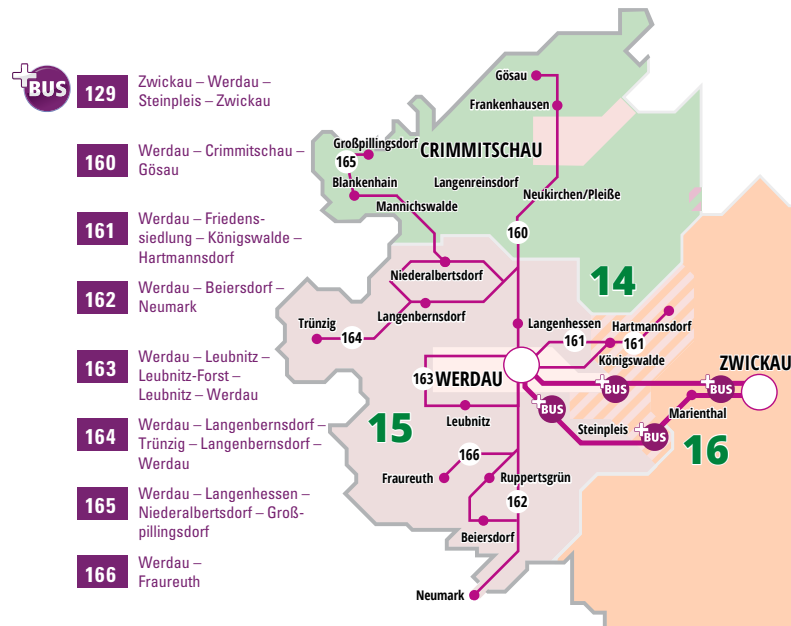 +BUS
129
Zwickau – Werdau –
Steinpleis – Zwickau
160
Werdau – Crimmitschau –
Gösau
161
Werdau – Friedens-
siedlung – Königswalde –
Hartmannsdorf
162
Werdau – Beiersdorf –
Neumark
163
Werdau – Leubnitz –
Leubnitz-Forst –
Leubnitz – Werdau
164
Werdau – Langenbernsdorf –
Trünzig – Langenbernsdorf –
Werdau
165
Werdau – Langenhessen –
Niederalbertsdorf – Groß-
pillingsdorf
166
Werdau –
Fraureuth
Gösau
Frankenhausen
Großpillingsdorf
CRIMMITSCHAU
165
Blankenhain
Langenreinsdorf
Mannichswalde
Neukirchen/Pleiße
160
Niederalbertsdorf
14
Langenbernsdorf
Trünzig
164
Langenhessen
Hartmannsdorf
161
161
Königswalde
ZWICKAU
163
WERDAU
+BUS
+BUS
+BUS
Marienthal
Leubnitz
15
Steinpleis
+BUS
16
166
Fraureuth
Ruppertsgrün
162
Beiersdorf
Neumark